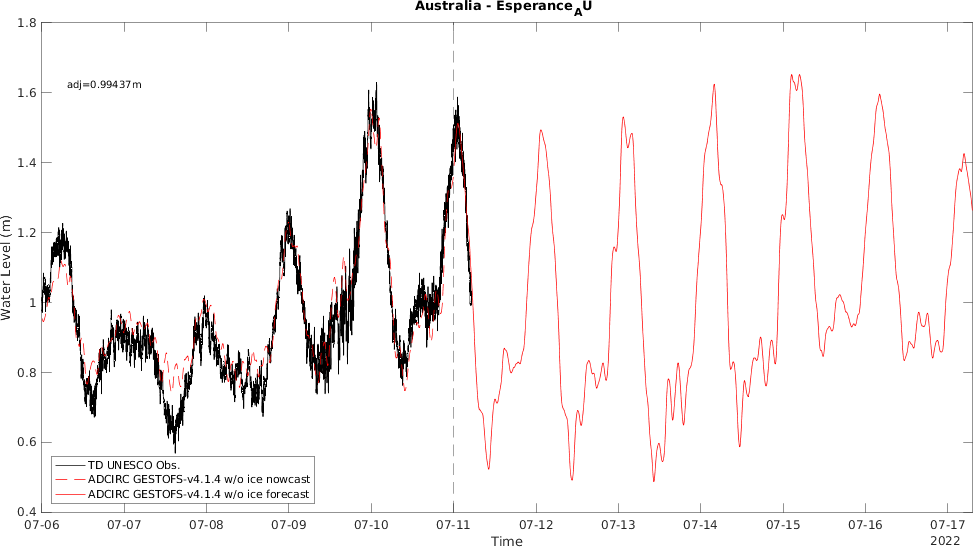 Australia - Esperance_AU
1.8
adj=0.99437m
1.6
1.4
1.2
1
0.8
0.6
0.4
Water Level (m)
TD UNESCO Obs.
ADCIRC GESTOFS-v4.1.4 w/o ice nowcast
ADCIRC GESTOFS-v4.1.4 w/o ice forecast
07-06 07-07 07-08 07-09 07-10 07-11 07-12 07-13 07-14 07-15 07-16 07-17
Time
2022